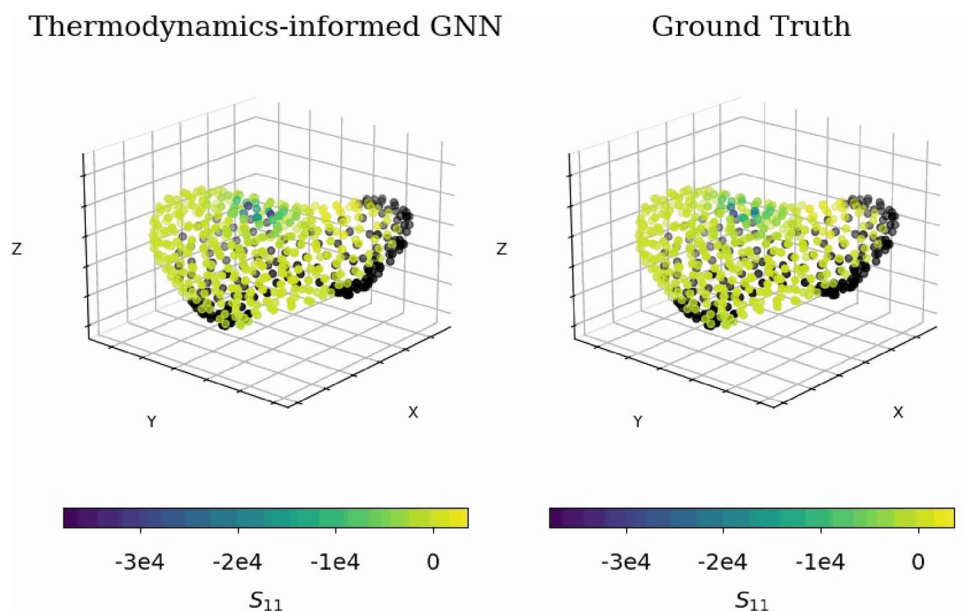 Thermodynamics-informed GNN
Ground Truth
Z
Y
X
Z
Y
X
-3e4 -2e4 -1e4 0
-3e4 -2e4 -1e4 0
S₁₁
S₁₁